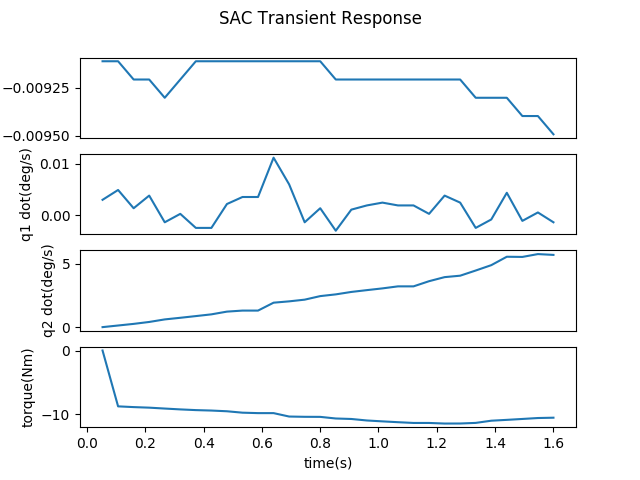 SAC Transient Response
−0.00925
−0.00950
q1 dot(deg/s)
0.01
0.00
q2 dot(deg/s)
5
0
torque(Nm)
0
−10
0.0 0.2 0.4 0.6 0.8 1.0 1.2 1.4 1.6
time(s)